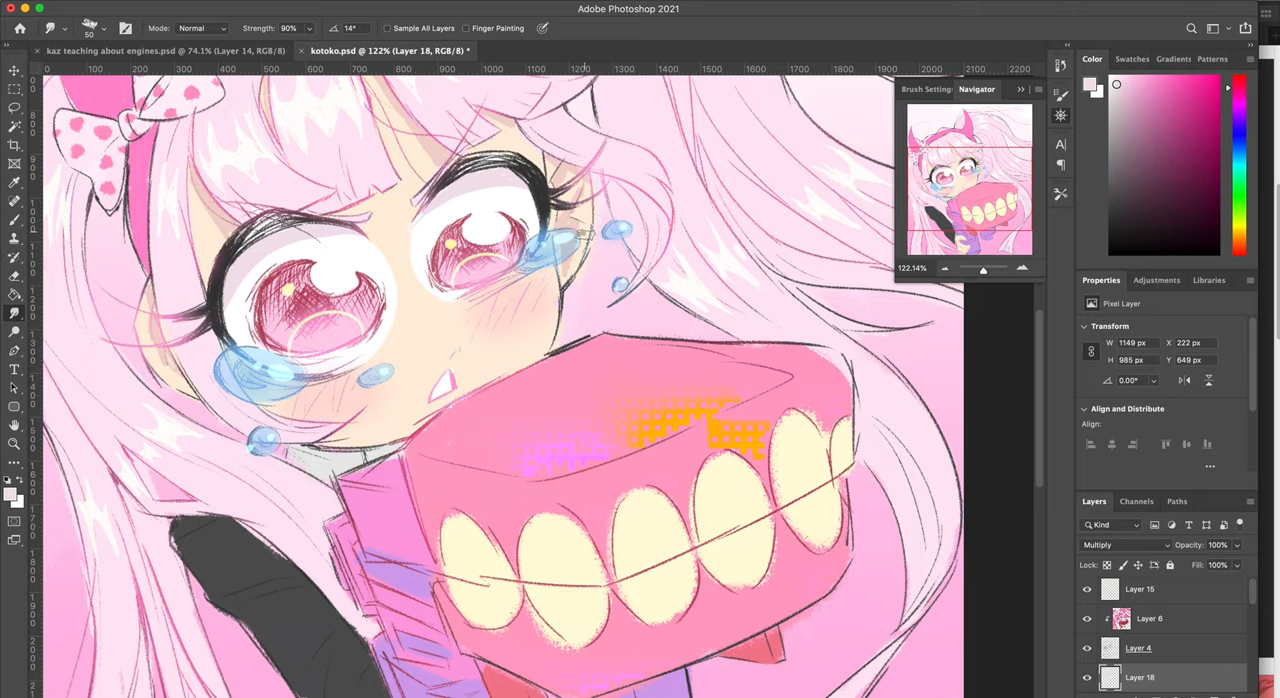 Adobe Photoshop 2021
50 Mode: Normal Strength: 90% 14° Sample All Layers Finger Painting
kaz teaching about engines.psd @ 74.1% (Layer 14, RGB/8) kotoko.psd @ 122% (Layer 18, RGB/8) *
0 100 200 300 400 500 600 700 800 900 1000 1100 1200 1300 1400 1500 1600 1700 1800 1900 2000 2100 2200
Brush Setting: Navigator
122.14%
Color Swatches Gradients Patterns
Properties Adjustments Libraries
Pixel Layer
Transform
W 1149 px X 222 px
H 985 px Y 649 px
0.00°
Align and Distribute
Align:
Layers Channels Paths
Kind
Multiply Opacity: 100%
Lock: Fill: 100%
Layer 15
Layer 6
Layer 4
Layer 18